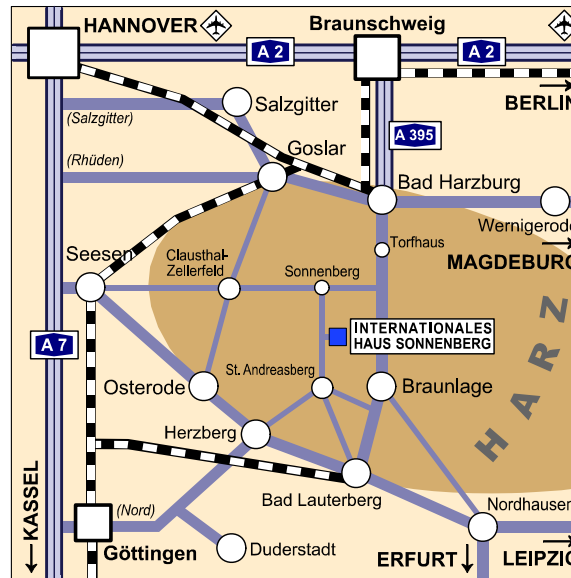 HANNOVER
Braunschweig
A 2
A 2
BERLIN
(Salzgitter)
Salzgitter
A 395
Goslar
(Rhüden)
Bad Harzburg
Wernigerode
Torfhaus
Seesen
Clausthal-
Zellerfeld
Sonnenberg
MAGDEBURG
A 7
INTERNATIONALES
HAUS SONNENBERG
HARZ
St. Andreasberg
Osterode
Braunlage
Herzberg
Bad Lauterberg
KASSEL
(Nord)
Nordhausen
Göttingen
Duderstadt
ERFURT
LEIPZIG